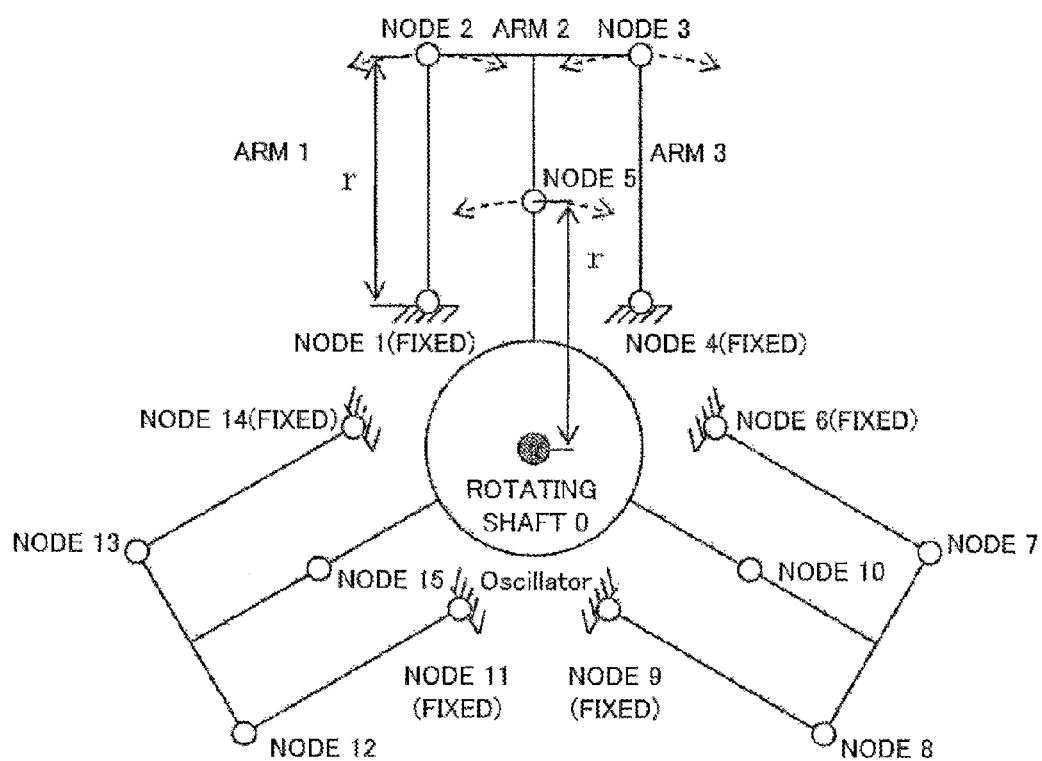 NODE 2 ARM 2 NODE 3
ARM 1
r
ARM 3
NODE 5
r
NODE 1(FIXED)
NODE 4(FIXED)
NODE 14(FIXED)
NODE 6(FIXED)
ROTATING
SHAFT 0
NODE 13
NODE 7
NODE 15
Oscillator
NODE 10
NODE 11
(FIXED)
NODE 9
(FIXED)
NODE 12
NODE 8